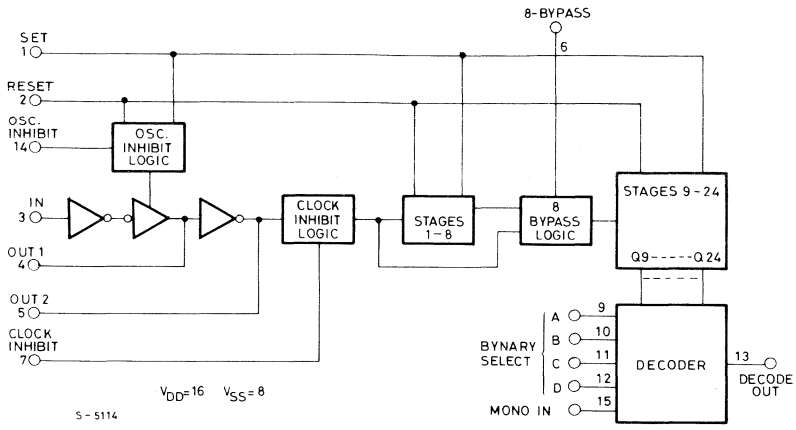 8-BYPASS
6
SET
1
RESET
2
OSC.
INHIBIT
14
OSC.
INHIBIT
LOGIC
IN
3
CLOCK
INHIBIT
LOGIC
STAGES
1-8
8
BYPASS
LOGIC
STAGES 9-24
Q9-----Q24
OUT 1
4
OUT 2
5
CLOCK
INHIBIT
7
BYNARY
SELECT
A 9
B 10
C 11
D 12
MONO IN 15
DECODER
13
DECODE
OUT
VDD=16 VSS=8
S-5114